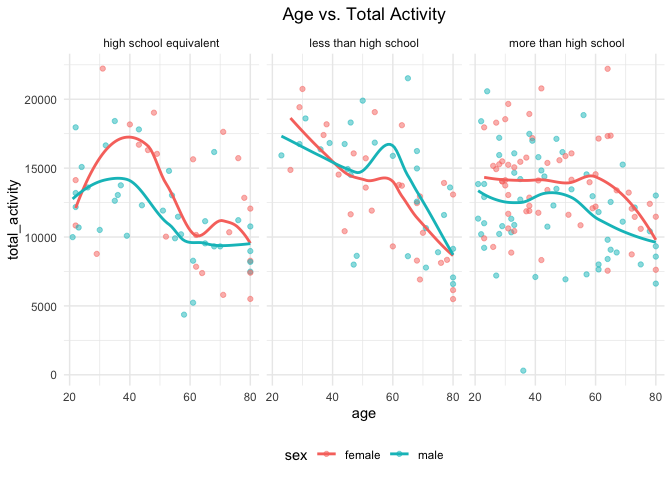 Age vs. Total Activity
high school equivalent less than high school more than high school
20000
15000
10000
5000
0
total_activity
20 40 60 80 20 40 60 80 20 40 60 80
age
sex female male